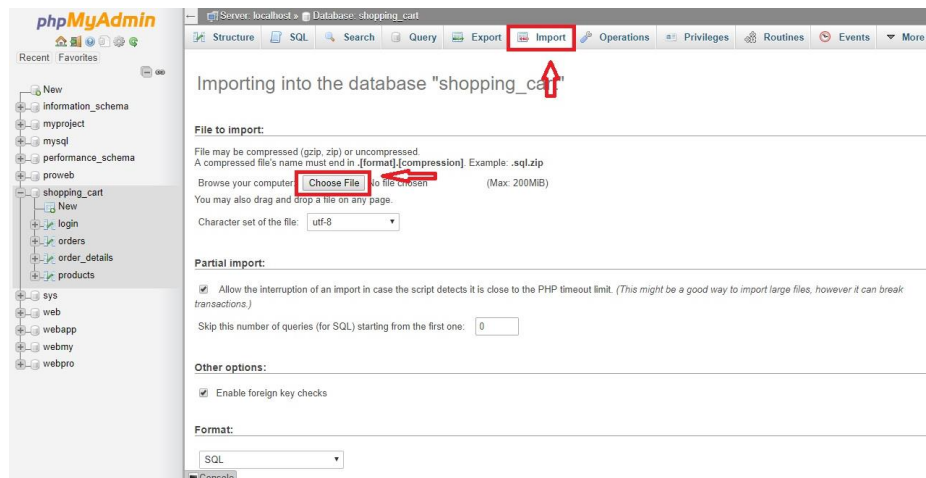 phpMyAdmin
Recent Favorites
New
information_schema
myproject
mysql
performance_schema
proweb
shopping_cart
New
login
orders
order_details
products
sys
web
webapp
webmy
webpro
Server: localhost » Database: shopping_cart
Structure SQL Search Query Export Import Operations Privileges Routines Events More
Importing into the database "shopping_cart"
File to import:
File may be compressed (gzip, zip) or uncompressed.
A compressed file's name must end in .[format].[compression]. Example: .sql.zip
Browse your computer: Choose File No file chosen (Max: 200MiB)
You may also drag and drop a file on any page.
Character set of the file: utf-8
Partial import:
Allow the interruption of an import in case the script detects it is close to the PHP timeout limit. (This might be a good way to import large files, however it can break
transactions.)
Skip this number of queries (for SQL) starting from the first one: 0
Other options:
Enable foreign key checks
Format:
SQL
Console